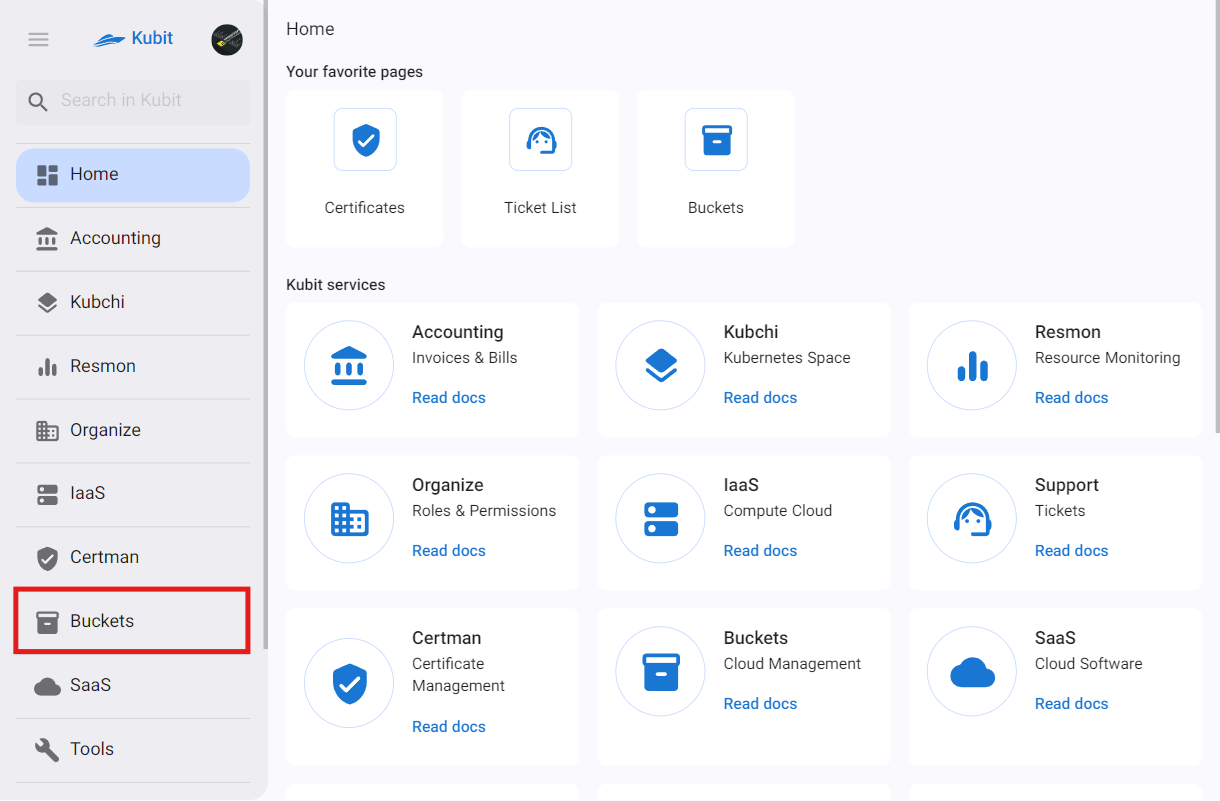 Kubit
Search in Kubit
Home
Accounting
Kubchi
Resmon
Organize
IaaS
Certman
Buckets
SaaS
Tools
Home
Your favorite pages
Certificates
Ticket List
Buckets
Kubit services
Accounting
Invoices & Bills
Read docs
Kubchi
Kubernetes Space
Read docs
Resmon
Resource Monitoring
Read docs
Organize
Roles & Permissions
Read docs
IaaS
Compute Cloud
Read docs
Support
Tickets
Read docs
Certman
Certificate
Management
Read docs
Buckets
Cloud Management
Read docs
SaaS
Cloud Software
Read docs